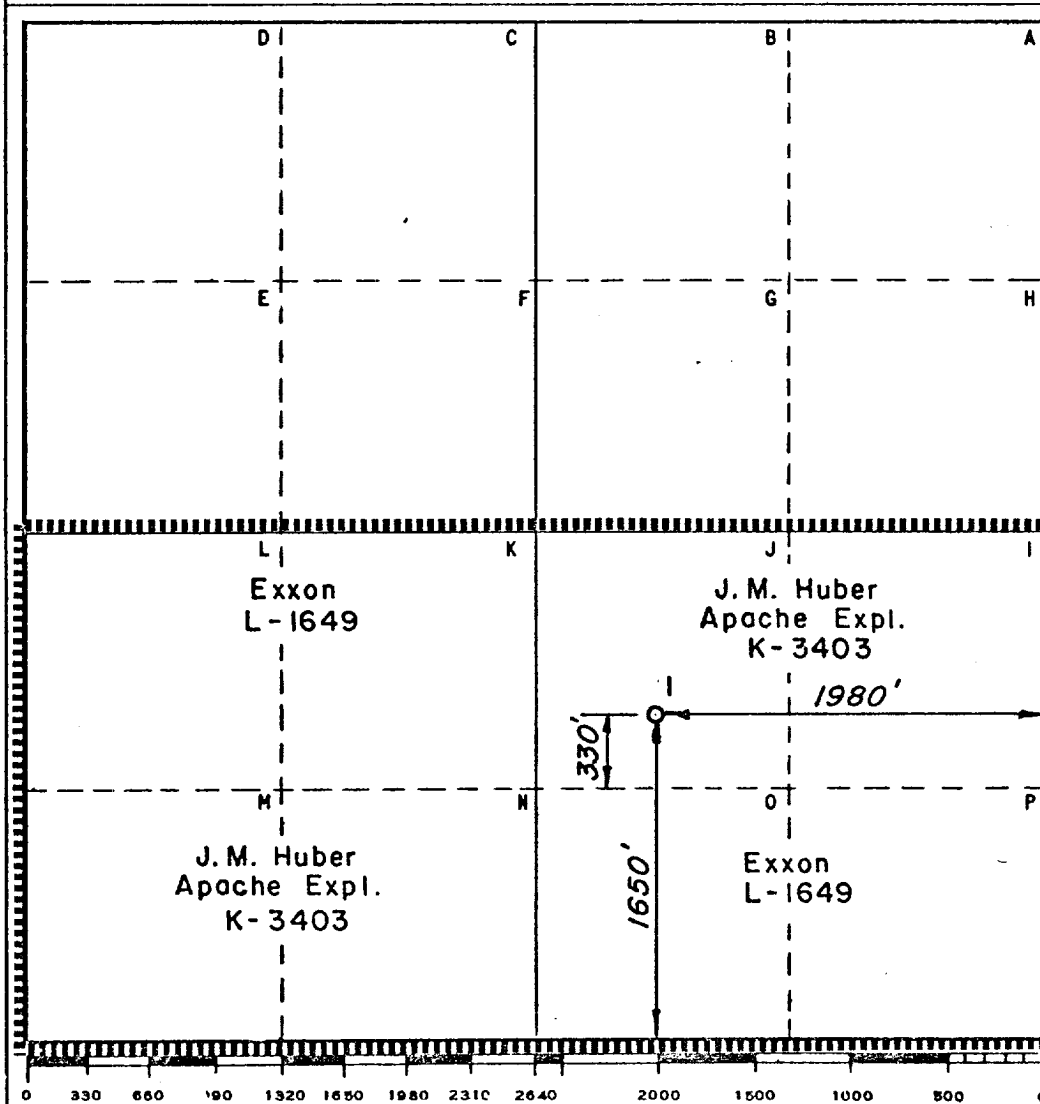 D C B A
E F G H
L K J I
Exxon
L-1649
J.M. Huber
Apache Expl.
K-3403
1
1980'
330'
M N O P
J.M. Huber
Apache Expl.
K-3403
1650'
Exxon
L-1649
0 330 660 990 1320 1650 1980 2310 2640 2000 1500 1000 500